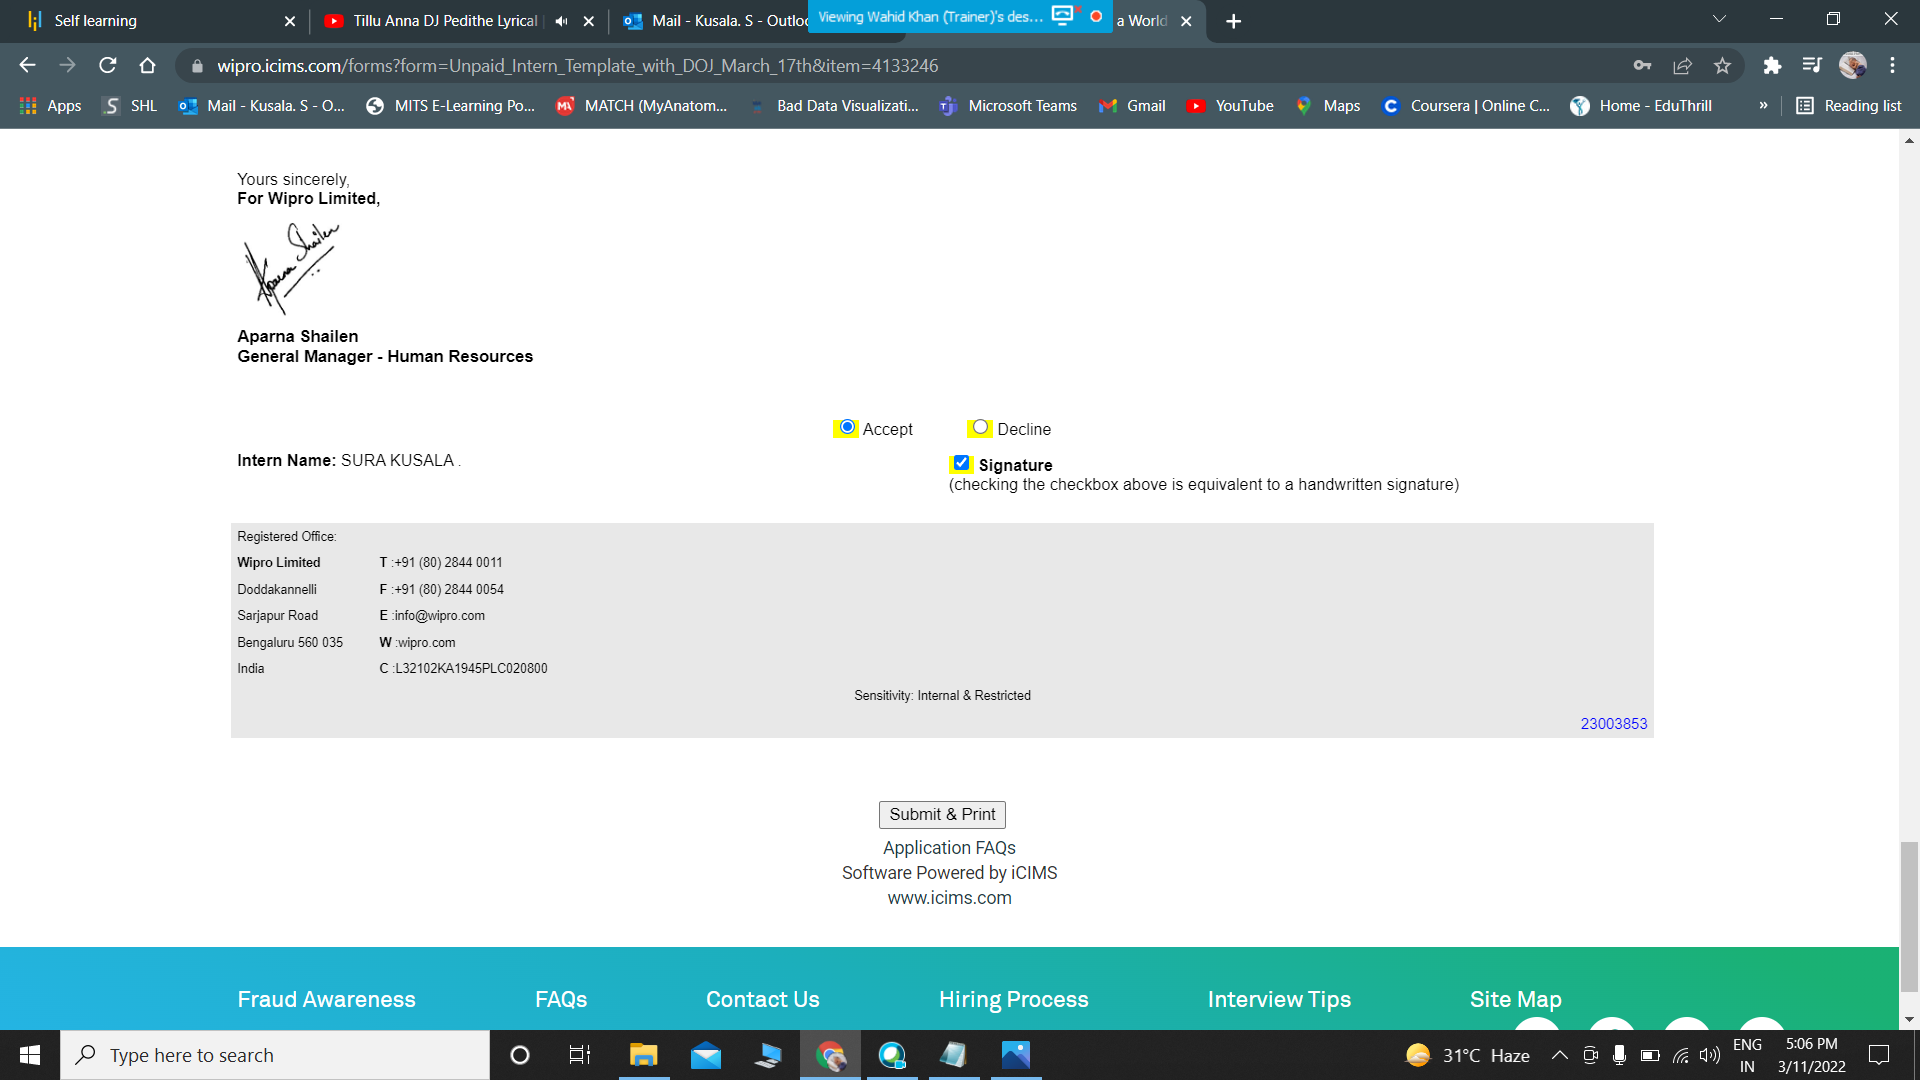 Self learning
Tillu Anna DJ Pedithe Lyrical
Mail - Kusala. S - Outloo
Viewing Wahid Khan (Trainer)'s des...
a World
wipro.icims.com/forms?form=Unpaid_Intern_Template_with_DOJ_March_17th&item=4133246
Apps
SHL
Mail - Kusala. S - O...
MITS E-Learning Po...
MATCH (MyAnatom...
Bad Data Visualizati...
Microsoft Teams
Gmail
YouTube
Maps
Coursera | Online C...
Home - EduThrill
»
Reading list
Yours sincerely,
For Wipro Limited,
Aparna Shailen
Aparna Shailen
General Manager - Human Resources
Accept
Decline
Intern Name: SURA KUSALA .
Signature
(checking the checkbox above is equivalent to a handwritten signature)
Registered Office:
Wipro Limited T :+91 (80) 2844 0011
Doddakannelli F :+91 (80) 2844 0054
Sarjapur Road E :info@wipro.com
Bengaluru 560 035 W :wipro.com
India C :L32102KA1945PLC020800
Sensitivity: Internal & Restricted
23003853
Submit & Print
Application FAQs
Software Powered by iCIMS
www.icims.com
Fraud Awareness
FAQs
Contact Us
Hiring Process
Interview Tips
Site Map
Type here to search
31°C Haze
ENG
IN
5:06 PM
3/11/2022